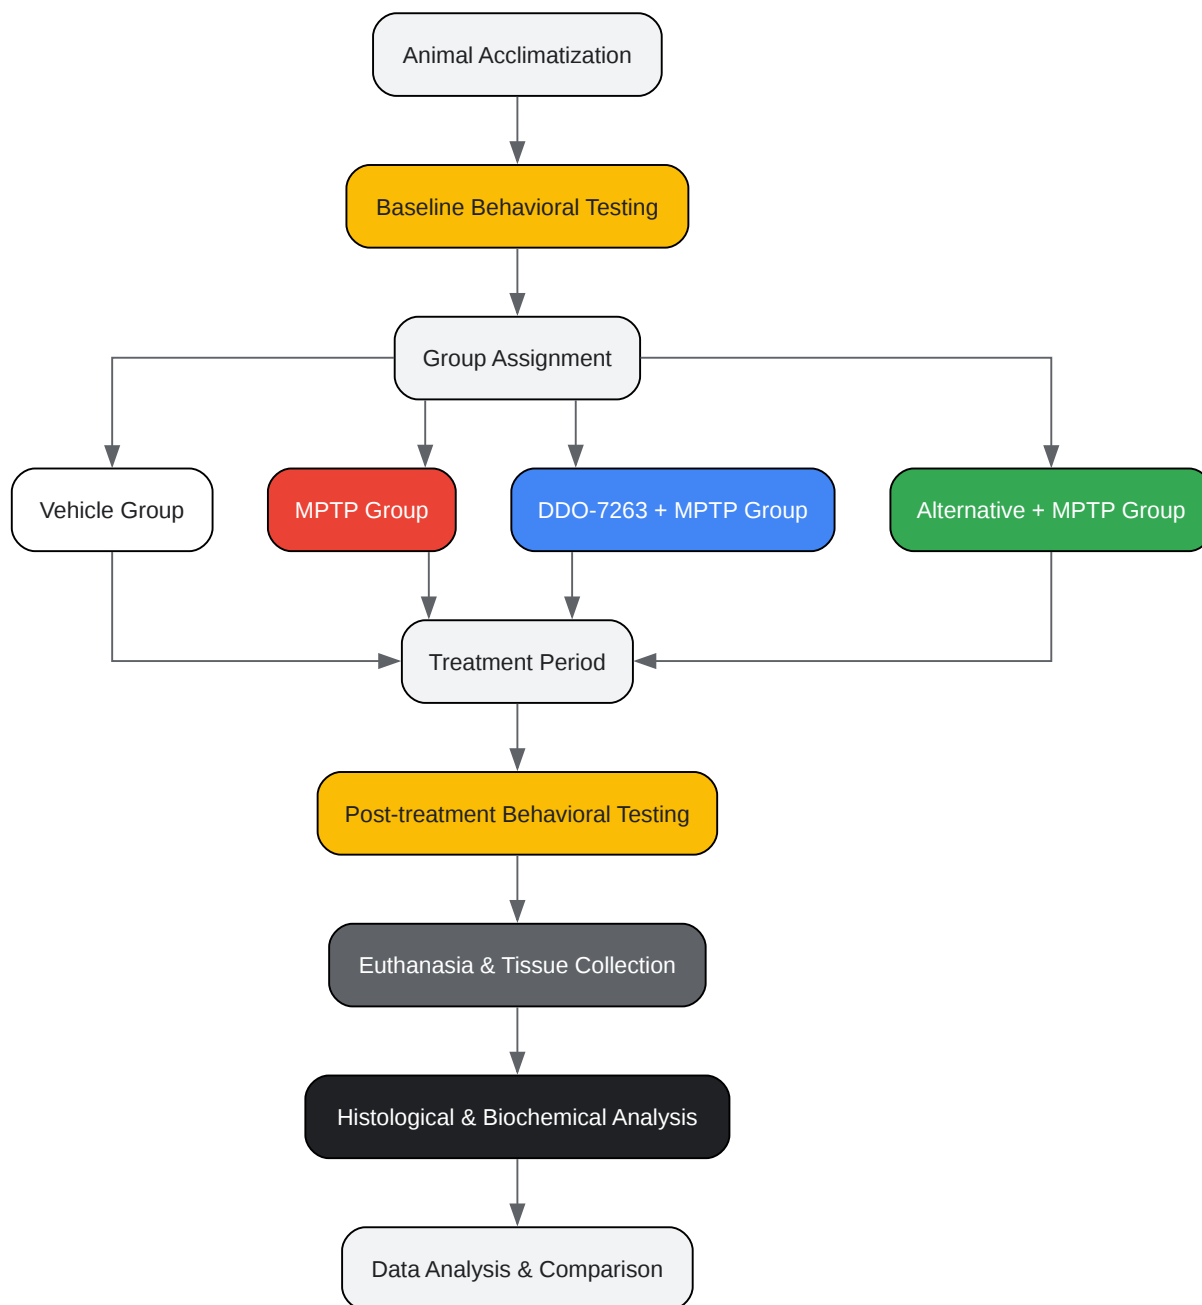 Animal Acclimatization
Baseline Behavioral Testing
Group Assignment
Vehicle Group
MPTP Group
DDO-7263 + MPTP Group
Alternative + MPTP Group
Treatment Period
Post-treatment Behavioral Testing
Euthanasia & Tissue Collection
Histological & Biochemical Analysis
Data Analysis & Comparison